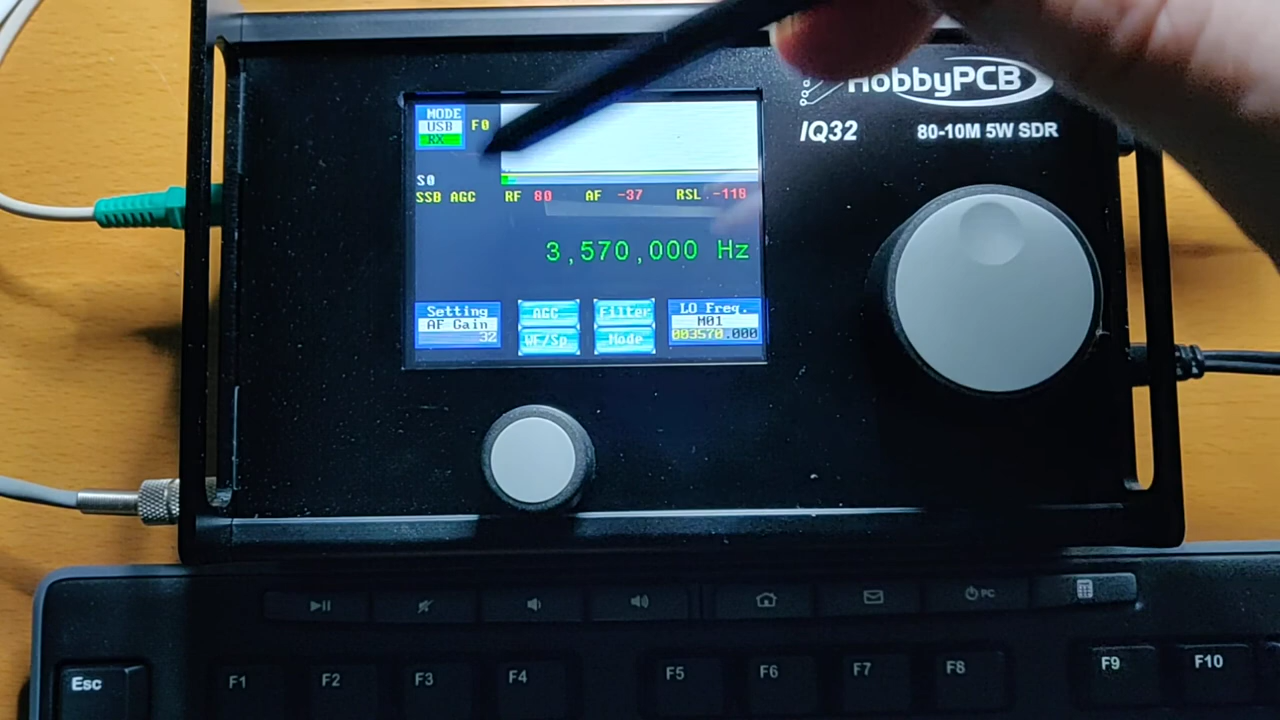 HobbyPCB
IQ32 80-10M 5W SDR
MODE
USB F0
RX
S0
SSB AGC RF 80 AF -37 RSL -118
3,570,000 Hz
Setting AGC Filter LO Freq.
AF Gain M01
32 WF/Sp Mode 003570.000
PC
Esc F1 F2 F3 F4 F5 F6 F7 F8 F9 F10